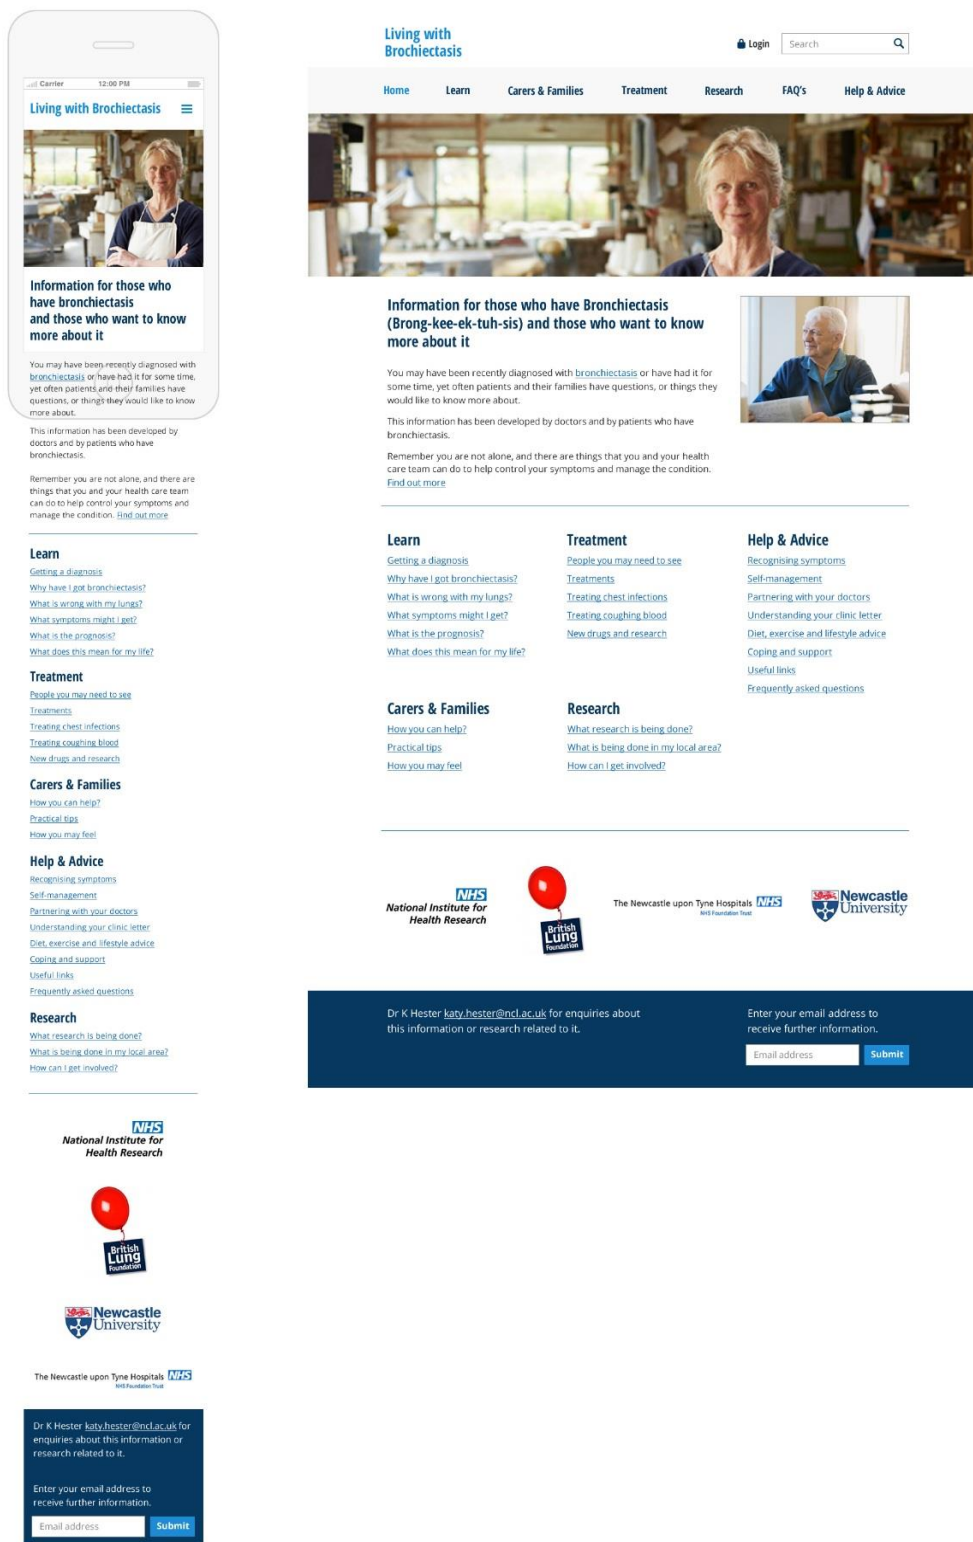 Carrier 12:00 PM
Living with Brochiectasis
Information for those who
have bronchiectasis
and those who want to know
more about it
You may have been recently diagnosed with
bronchiectasis or have had it for some time,
yet often patients and their families have
questions, or things they would like to know
more about.
This information has been developed by
doctors and by patients who have
bronchiectasis.
Remember you are not alone, and there are
things that you and your health care team
can do to help control your symptoms and
manage the condition. Find out more
Learn
Getting a diagnosis
Why have I got bronchiectasis?
What is wrong with my lungs?
What symptoms might I get?
What is the prognosis?
What does this mean for my life?
Treatment
People you may need to see
Treatments
Treating chest infections
Treating coughing blood
New drugs and research
Carers & Families
How you can help?
Practical tips
How you may feel
Help & Advice
Recognising symptoms
Self-management
Partnering with your doctors
Understanding your clinic letter
Diet, exercise and lifestyle advice
Coping and support
Useful links
Frequently asked questions
Research
What research is being done?
What is being done in my local area?
How can I get involved?
NHS
National Institute for
Health Research
British
Lung
Foundation
Newcastle
University
The Newcastle upon Tyne Hospitals NHS
NHS Foundation Trust
Dr K Hester katy.hester@ncl.ac.uk for
enquiries about this information or
research related to it.
Enter your email address to
receive further information.
Email address Submit
Living with
Brochiectasis
Login Search
Home Learn Carers & Families Treatment Research FAQ's Help & Advice
Information for those who have Bronchiectasis
(Brong-kee-ek-tuh-sis) and those who want to know
more about it
You may have been recently diagnosed with bronchiectasis or have had it for
some time, yet often patients and their families have questions, or things they
would like to know more about.
This information has been developed by doctors and by patients who have
bronchiectasis.
Remember you are not alone, and there are things that you and your health
care team can do to help control your symptoms and manage the condition.
Find out more
Learn
Getting a diagnosis
Why have I got bronchiectasis?
What is wrong with my lungs?
What symptoms might I get?
What is the prognosis?
What does this mean for my life?
Treatment
People you may need to see
Treatments
Treating chest infections
Treating coughing blood
New drugs and research
Help & Advice
Recognising symptoms
Self-management
Partnering with your doctors
Understanding your clinic letter
Diet, exercise and lifestyle advice
Coping and support
Useful links
Frequently asked questions
Carers & Families
How you can help?
Practical tips
How you may feel
Research
What research is being done?
What is being done in my local area?
How can I get involved?
NHS
National Institute for
Health Research
British
Lung
Foundation
The Newcastle upon Tyne Hospitals NHS
NHS Foundation Trust
Newcastle
University
Dr K Hester katy.hester@ncl.ac.uk for enquiries about
this information or research related to it.
Enter your email address to
receive further information.
Email address Submit